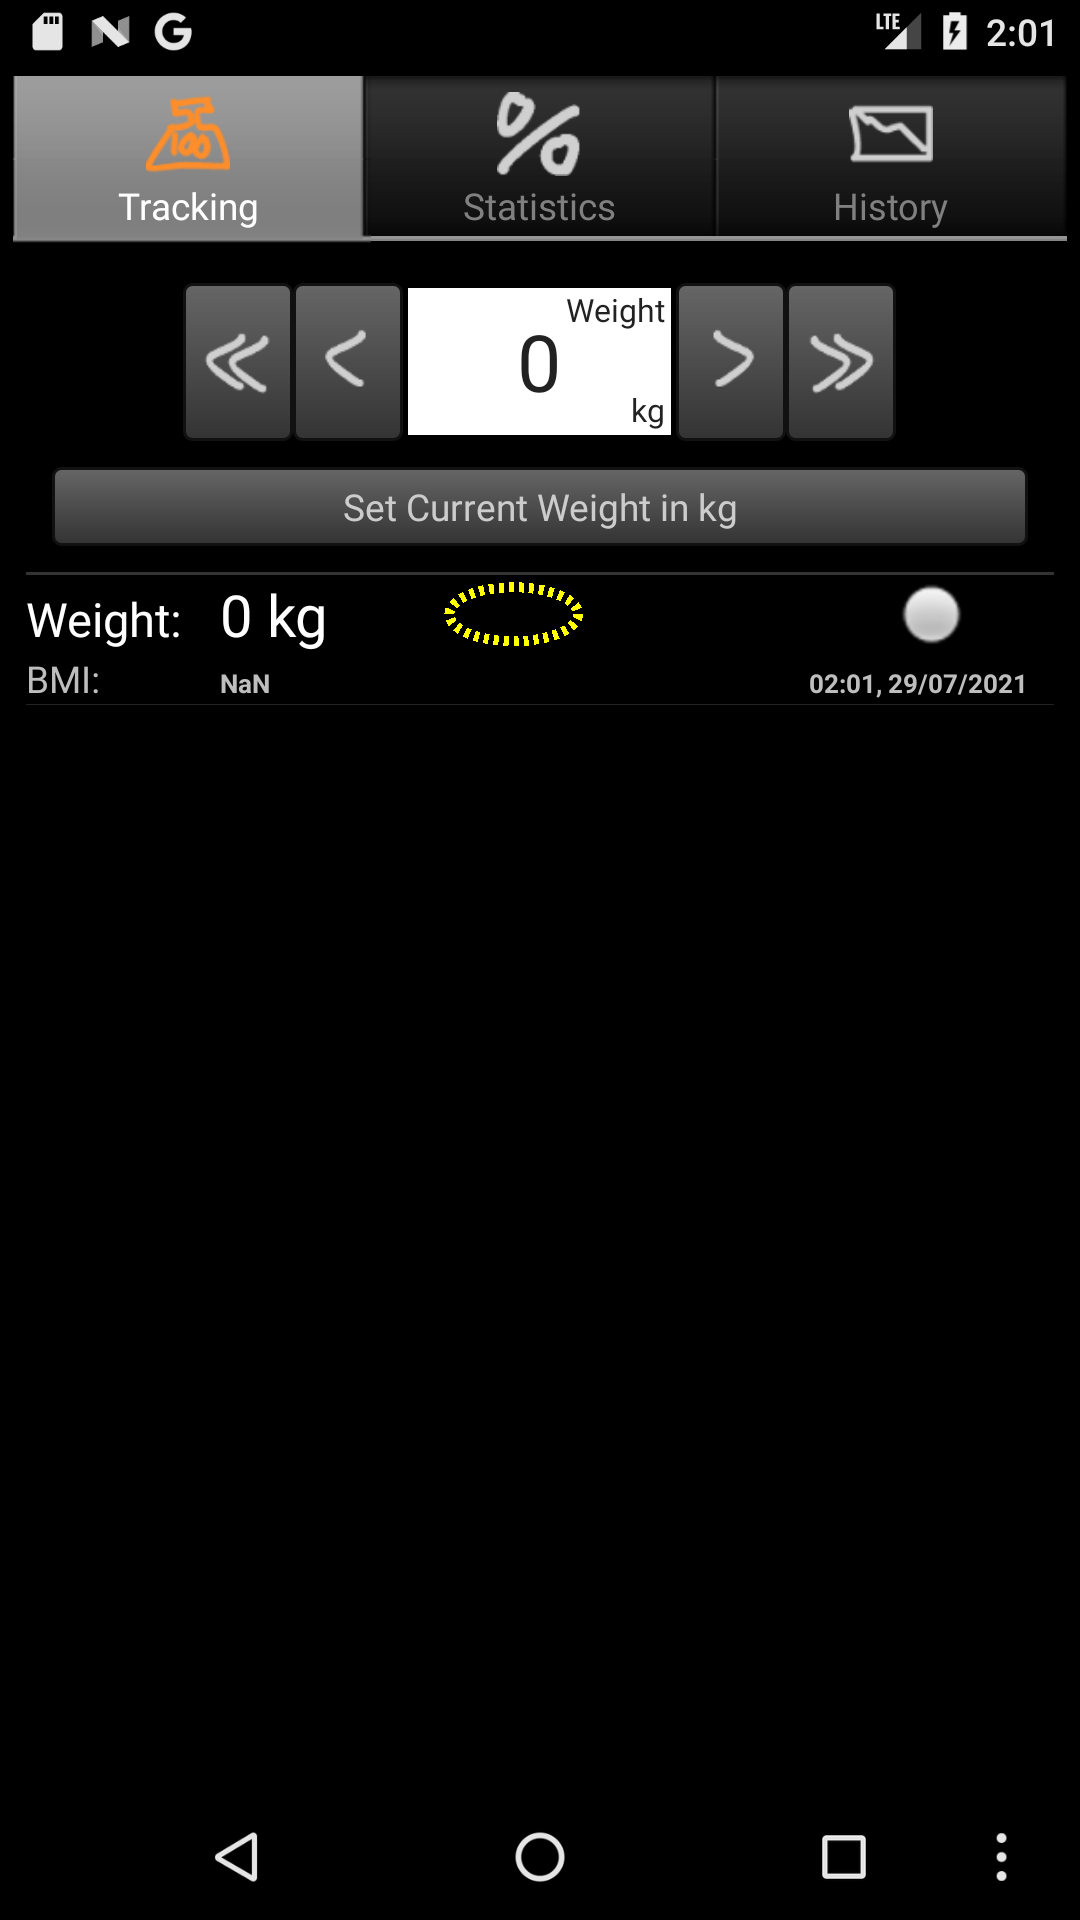 LTE 2:01
100
Tracking
Statistics
History
Weight
0
kg
Set Current Weight in kg
Weight: 0 kg
BMI: NaN 02:01, 29/07/2021